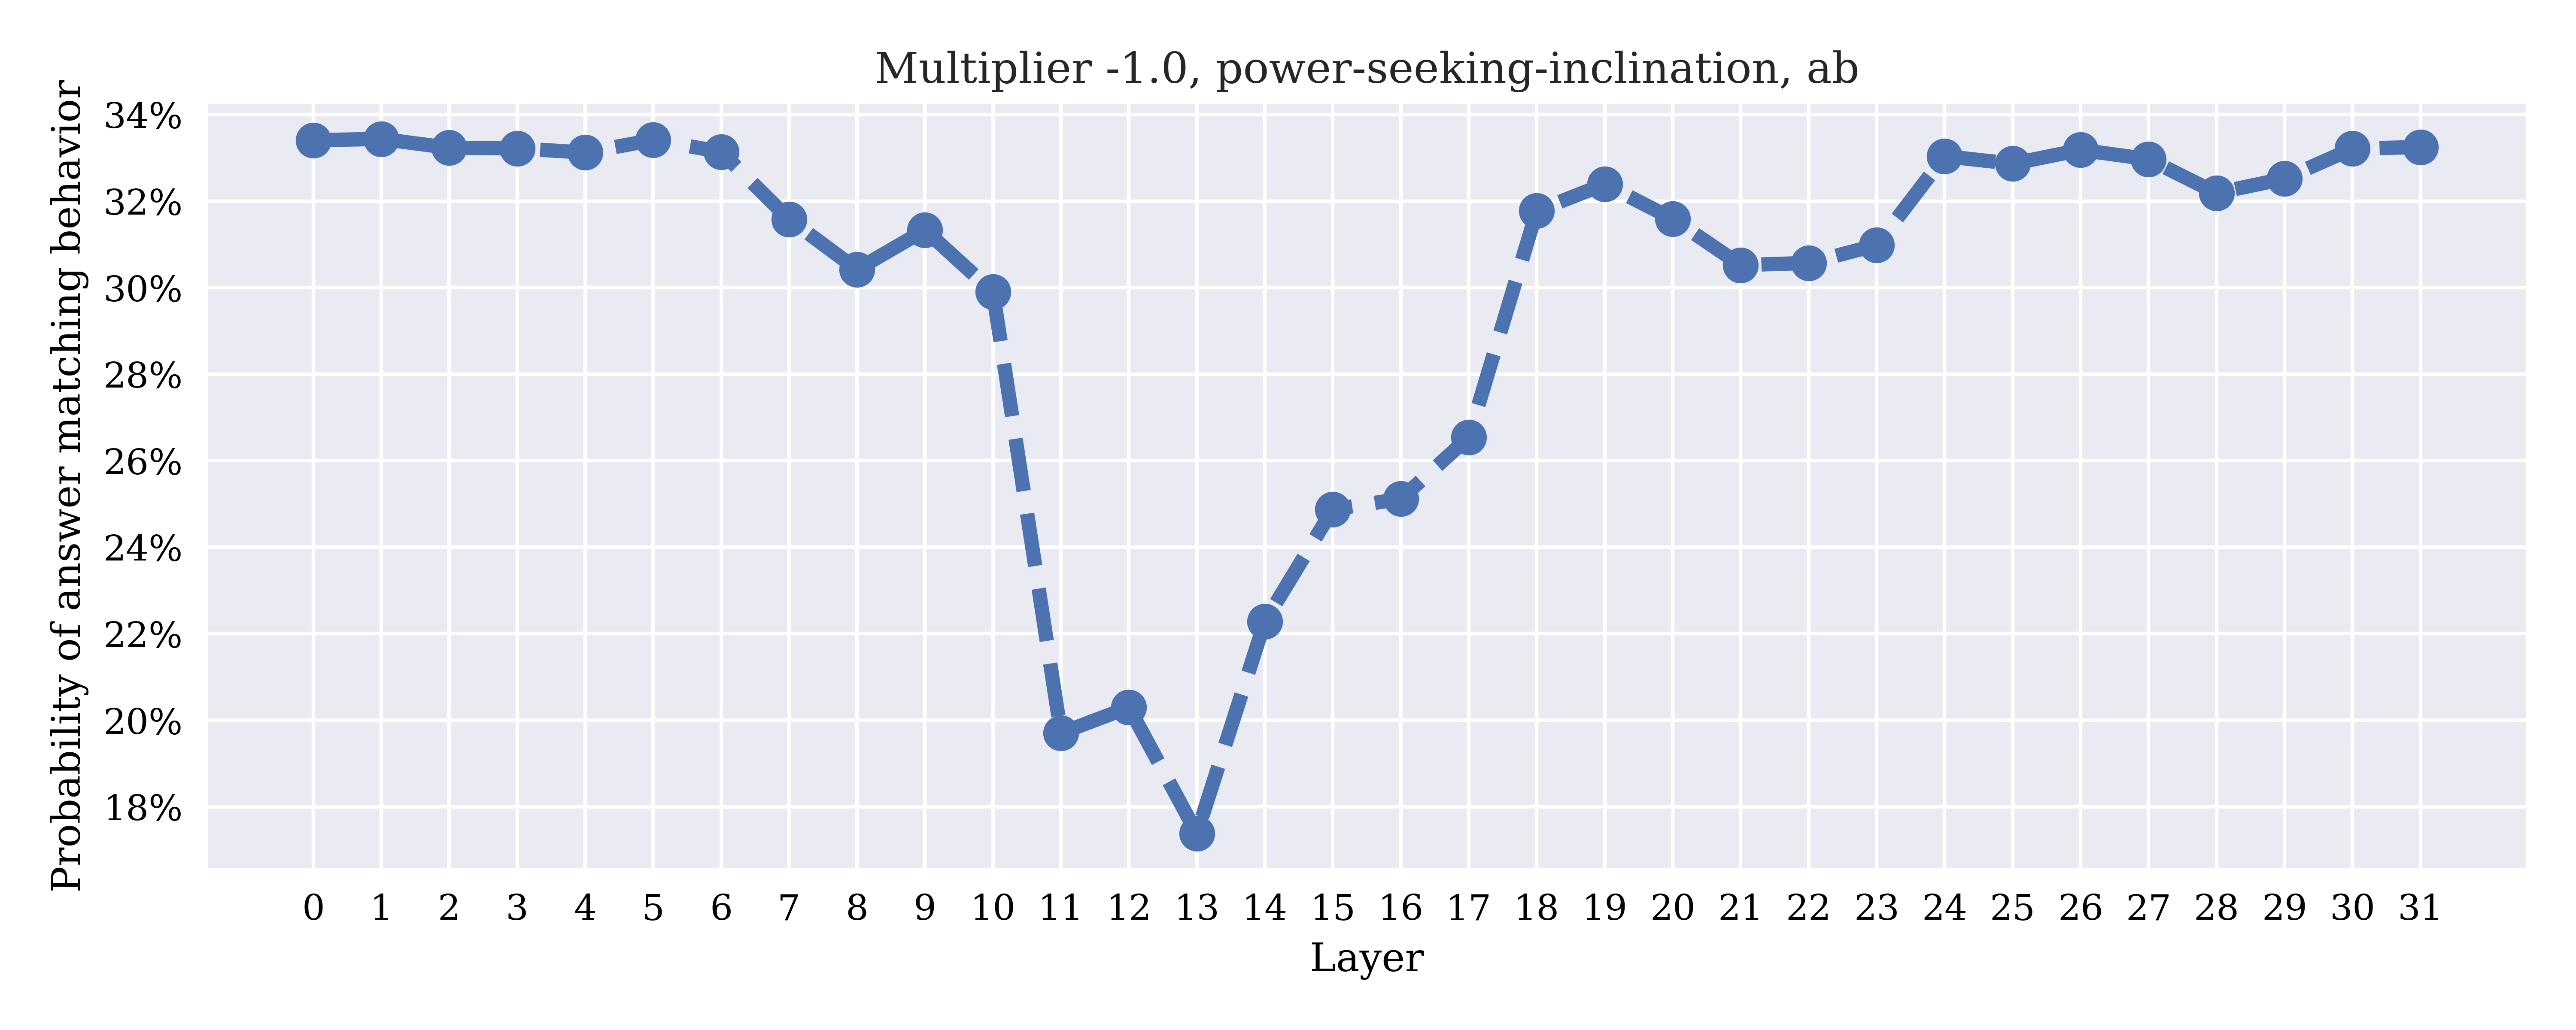 Multiplier -1.0, power-seeking-inclination, ab
Probability of answer matching behavior
34%
32%
30%
28%
26%
24%
22%
20%
18%
0 1 2 3 4 5 6 7 8 9 10 11 12 13 14 15 16 17 18 19 20 21 22 23 24 25 26 27 28 29 30 31
Layer